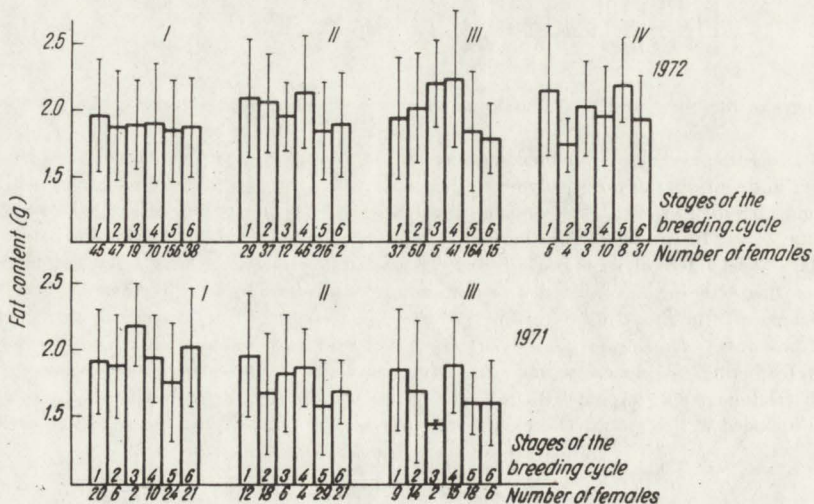 2.5
I
II
III
IV
1972
2.0
1.5
Fat content (g)
1 2 3 4 5 6
1 2 3 4 5 6
1 2 3 4 5 6
1 2 3 4 5 6
Stages of the
breeding cycle
45 47 19 70 156 38
29 37 12 46 216 2
37 50 5 41 164 15
5 4 3 10 8 31
Number of females
2.5
I
II
III
1971
2.0
1.5
1 2 3 4 5 6
1 2 3 4 5 6
1 2 3 4 5 6
Stages of the
breeding cycle
20 6 2 10 24 21
12 18 6 4 29 21
9 14 2 15 18 6
Number of females